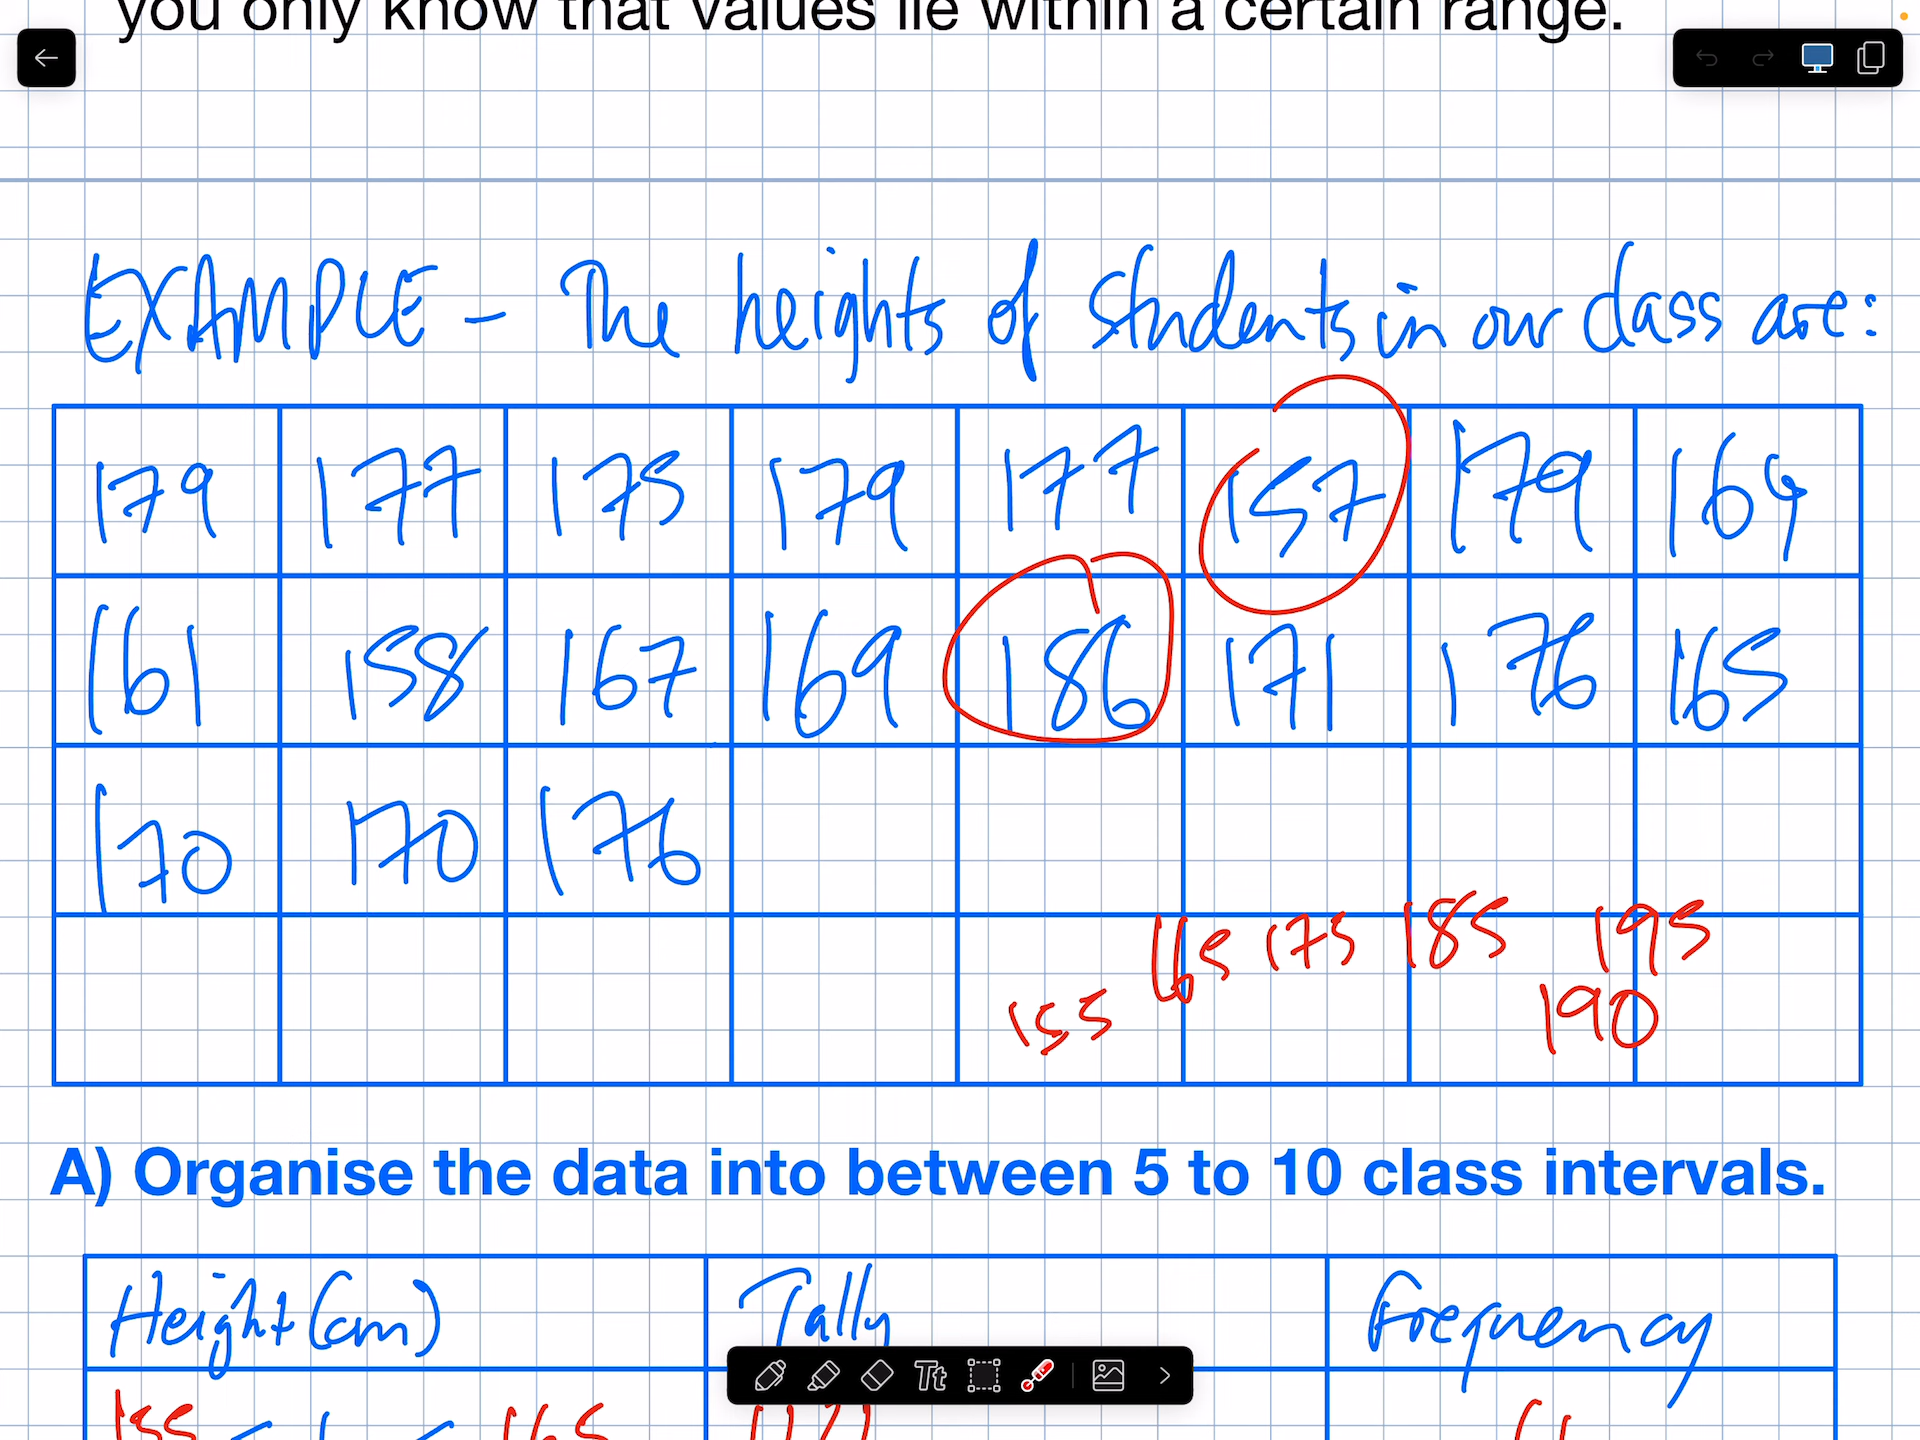 you only know that values lie within a certain range.
EXAMPLE - The heights of students in our class are:
179 177 175 179 177 157 179 164
161 158 167 169 186 171 176 165
170 170 176
165 175 185 195
155 190
A) Organise the data into between 5 to 10 class intervals.
Height (cm) Tally Frequency
Tt
155 165